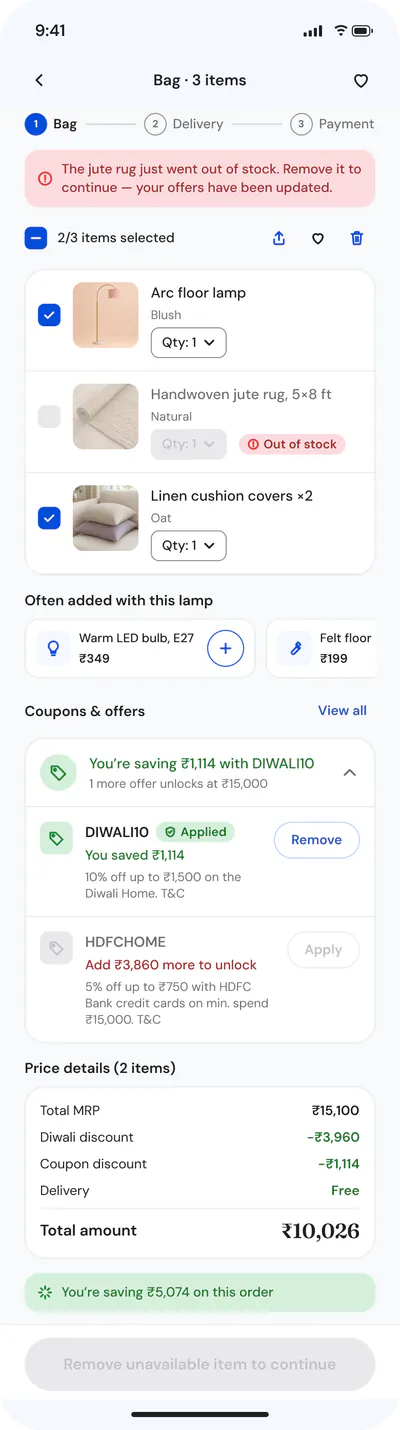 9:41
Bag · 3 items
1 Bag 2 Delivery 3 Payment
The jute rug just went out of stock. Remove it to
continue — your offers have been updated.
2/3 items selected
Arc floor lamp
Blush
Qty: 1
Handwoven jute rug, 5×8 ft
Natural
Qty: 1 Out of stock
Linen cushion covers ×2
Oat
Qty: 1
Often added with this lamp
Warm LED bulb, E27
₹349
Felt floor
₹199
Coupons & offers View all
You’re saving ₹1,114 with DIWALI10
1 more offer unlocks at ₹15,000
DIWALI10 Applied Remove
You saved ₹1,114
10% off up to ₹1,500 on the
Diwali Home. T&C
HDFCHOME Apply
Add ₹3,860 more to unlock
5% off up to ₹750 with HDFC
Bank credit cards on min. spend
₹15,000. T&C
Price details (2 items)
Total MRP ₹15,100
Diwali discount -₹3,960
Coupon discount -₹1,114
Delivery Free
Total amount ₹10,026
You’re saving ₹5,074 on this order
Remove unavailable item to continue